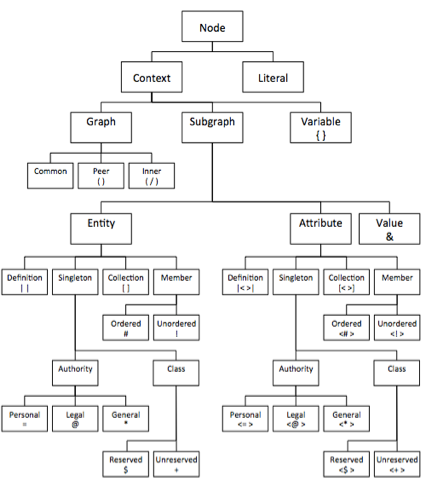 Node
Context
Literal
Graph
Subgraph
Variable
{ }
Common
Peer
( )
Inner
( / )
Entity
Attribute
Value
&
Definition
| |
Singleton
Collection
[ ]
Member
Definition
|< >|
Singleton
Collection
[< >]
Member
Ordered
#
Unordered
!
Ordered
<# >
Unordered
<! >
Authority
Class
Authority
Class
Personal
=
Legal
@
General
*
Personal
<= >
Legal
<@ >
General
<* >
Reserved
$
Unreserved
+
Reserved
<$ >
Unreserved
<+ >